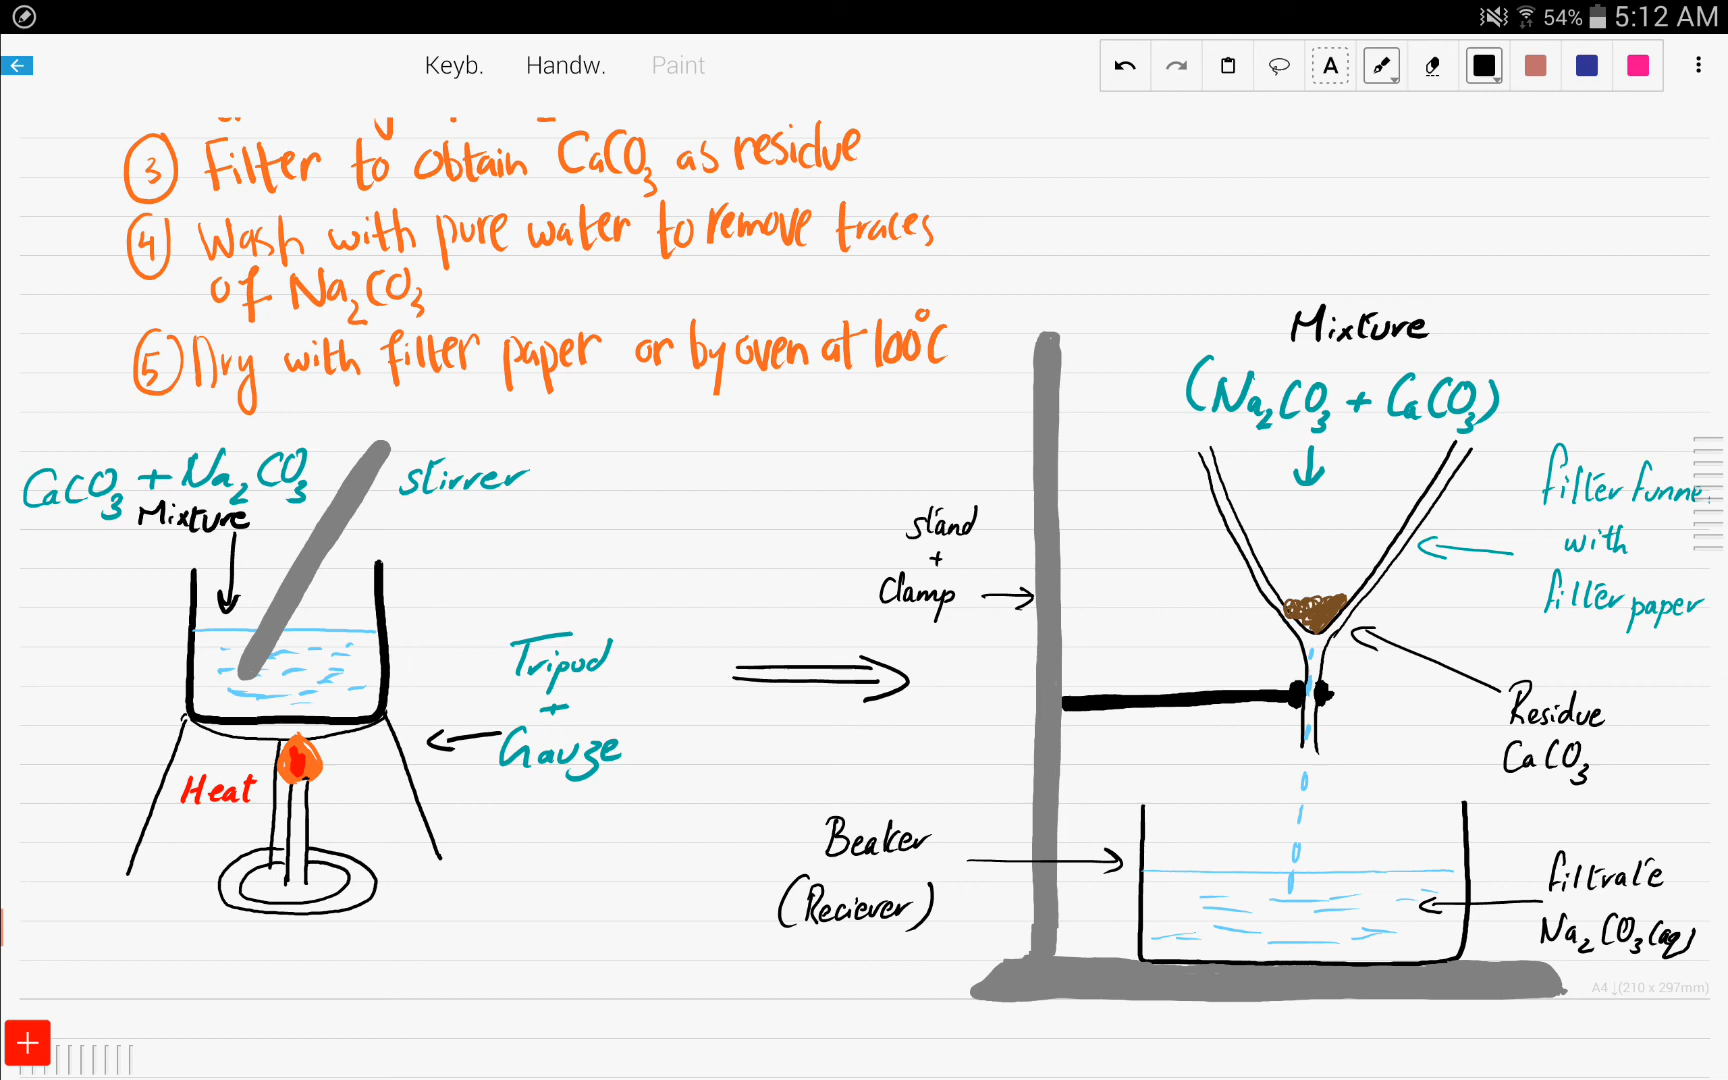 54% 5:12 AM
Keyb. Handw. Paint
A
3 Filter to obtain CaCO3 as residue
4 Wash with pure water to remove traces
of Na2CO3
5 Dry with filter paper or by oven at 100°C
CaCO3 + Na2CO3
Mixture
stirrer
Heat
Tripod
+
Gauze
stand
+
Clamp
Mixture
(Na2CO3 + CaCO3)
filter funne
with
filter paper
Residue
CaCO3
Beaker
(Reciever)
filtrate
Na2CO3(aq)
A4 ↓(210 x 297mm)